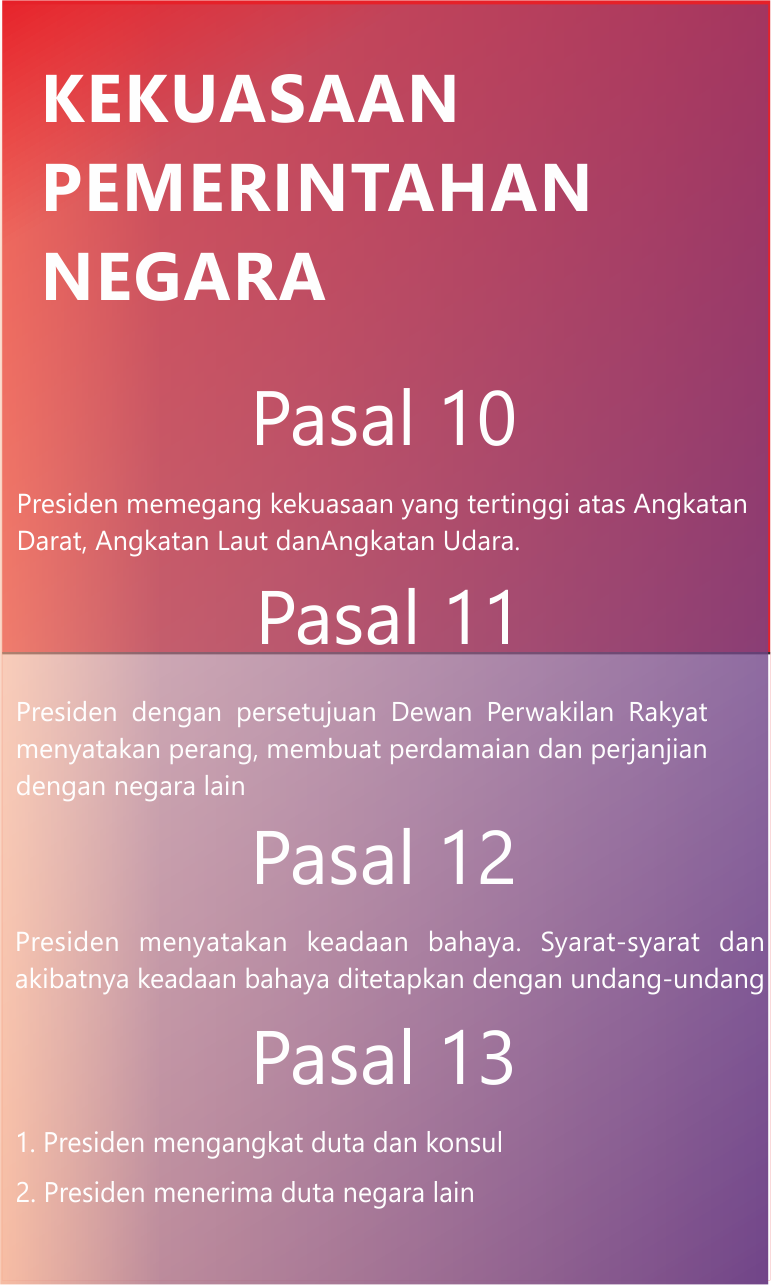 KEKUASAAN
PEMERINTAHAN
NEGARA
Pasal 10
Presiden memegang kekuasaan yang tertinggi atas Angkatan
Darat, Angkatan Laut danAngkatan Udara.
Pasal 11
Presiden dengan persetujuan Dewan Perwakilan Rakyat
menyatakan perang, membuat perdamaian dan perjanjian
dengan negara lain
Pasal 12
Presiden menyatakan keadaan bahaya. Syarat-syarat dan
akibatnya keadaan bahaya ditetapkan dengan undang-undang
Pasal 13
1. Presiden mengangkat duta dan konsul
2. Presiden menerima duta negara lain